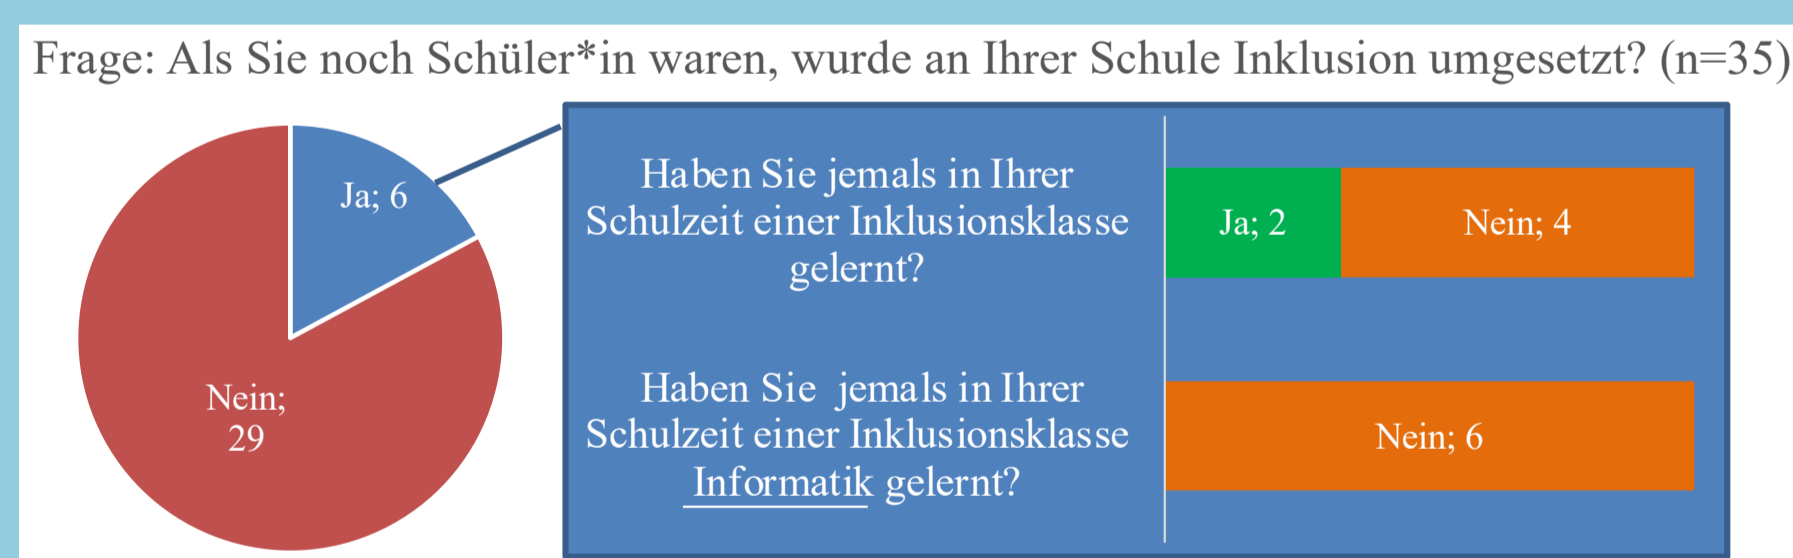 Frage: Als Sie noch Schüler*in waren, wurde an Ihrer Schule Inklusion umgesetzt? (n=35)
Ja; 6
Nein;
29
Haben Sie jemals in Ihrer
Schulzeit einer Inklusionsklasse
gelernt?
Ja; 2
Nein; 4
Haben Sie jemals in Ihrer
Schulzeit einer Inklusionsklasse
Informatik gelernt?
Nein; 6